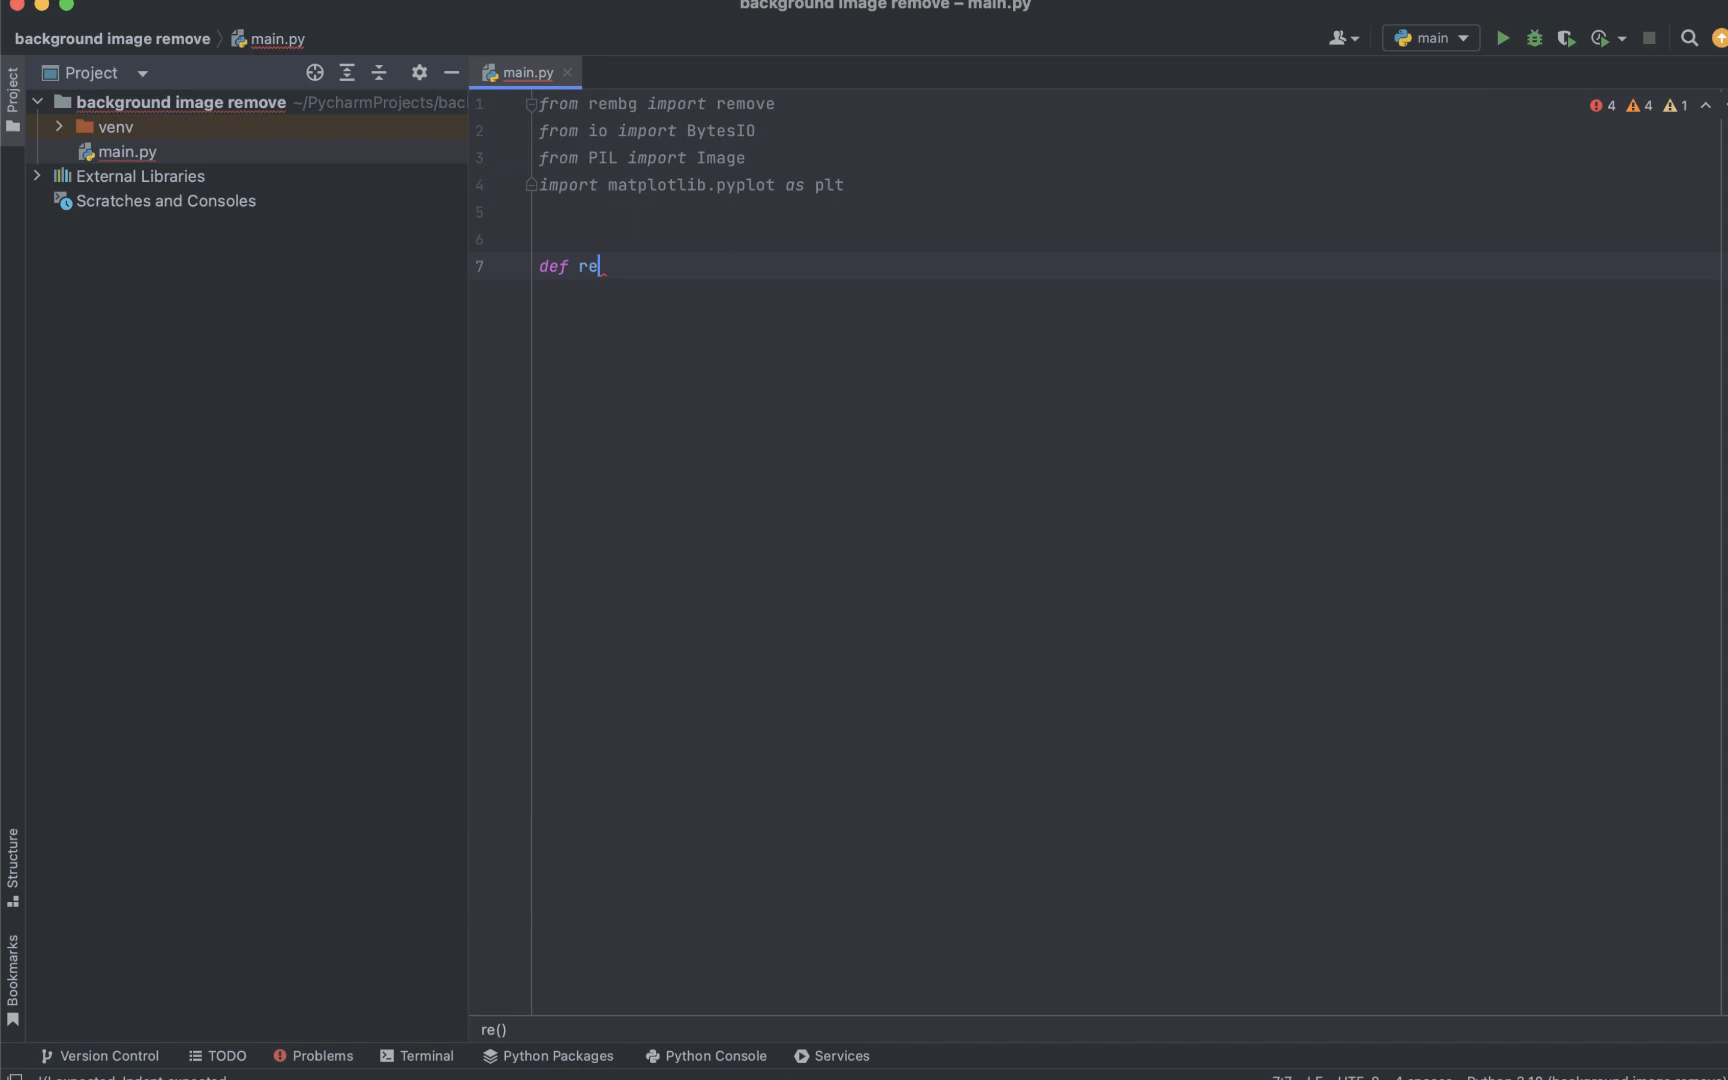 background image remove – main.py
background image remove main.py
main
Project
main.py
Project
background image remove ~/PycharmProjects/bac
venv
main.py
External Libraries
Scratches and Consoles
4 4 1
1 from rembg import remove
2 from io import BytesIO
3 from PIL import Image
4 import matplotlib.pyplot as plt
5
6
7 def re
Structure
Bookmarks
re()
Version Control TODO Problems Terminal Python Packages Python Console Services